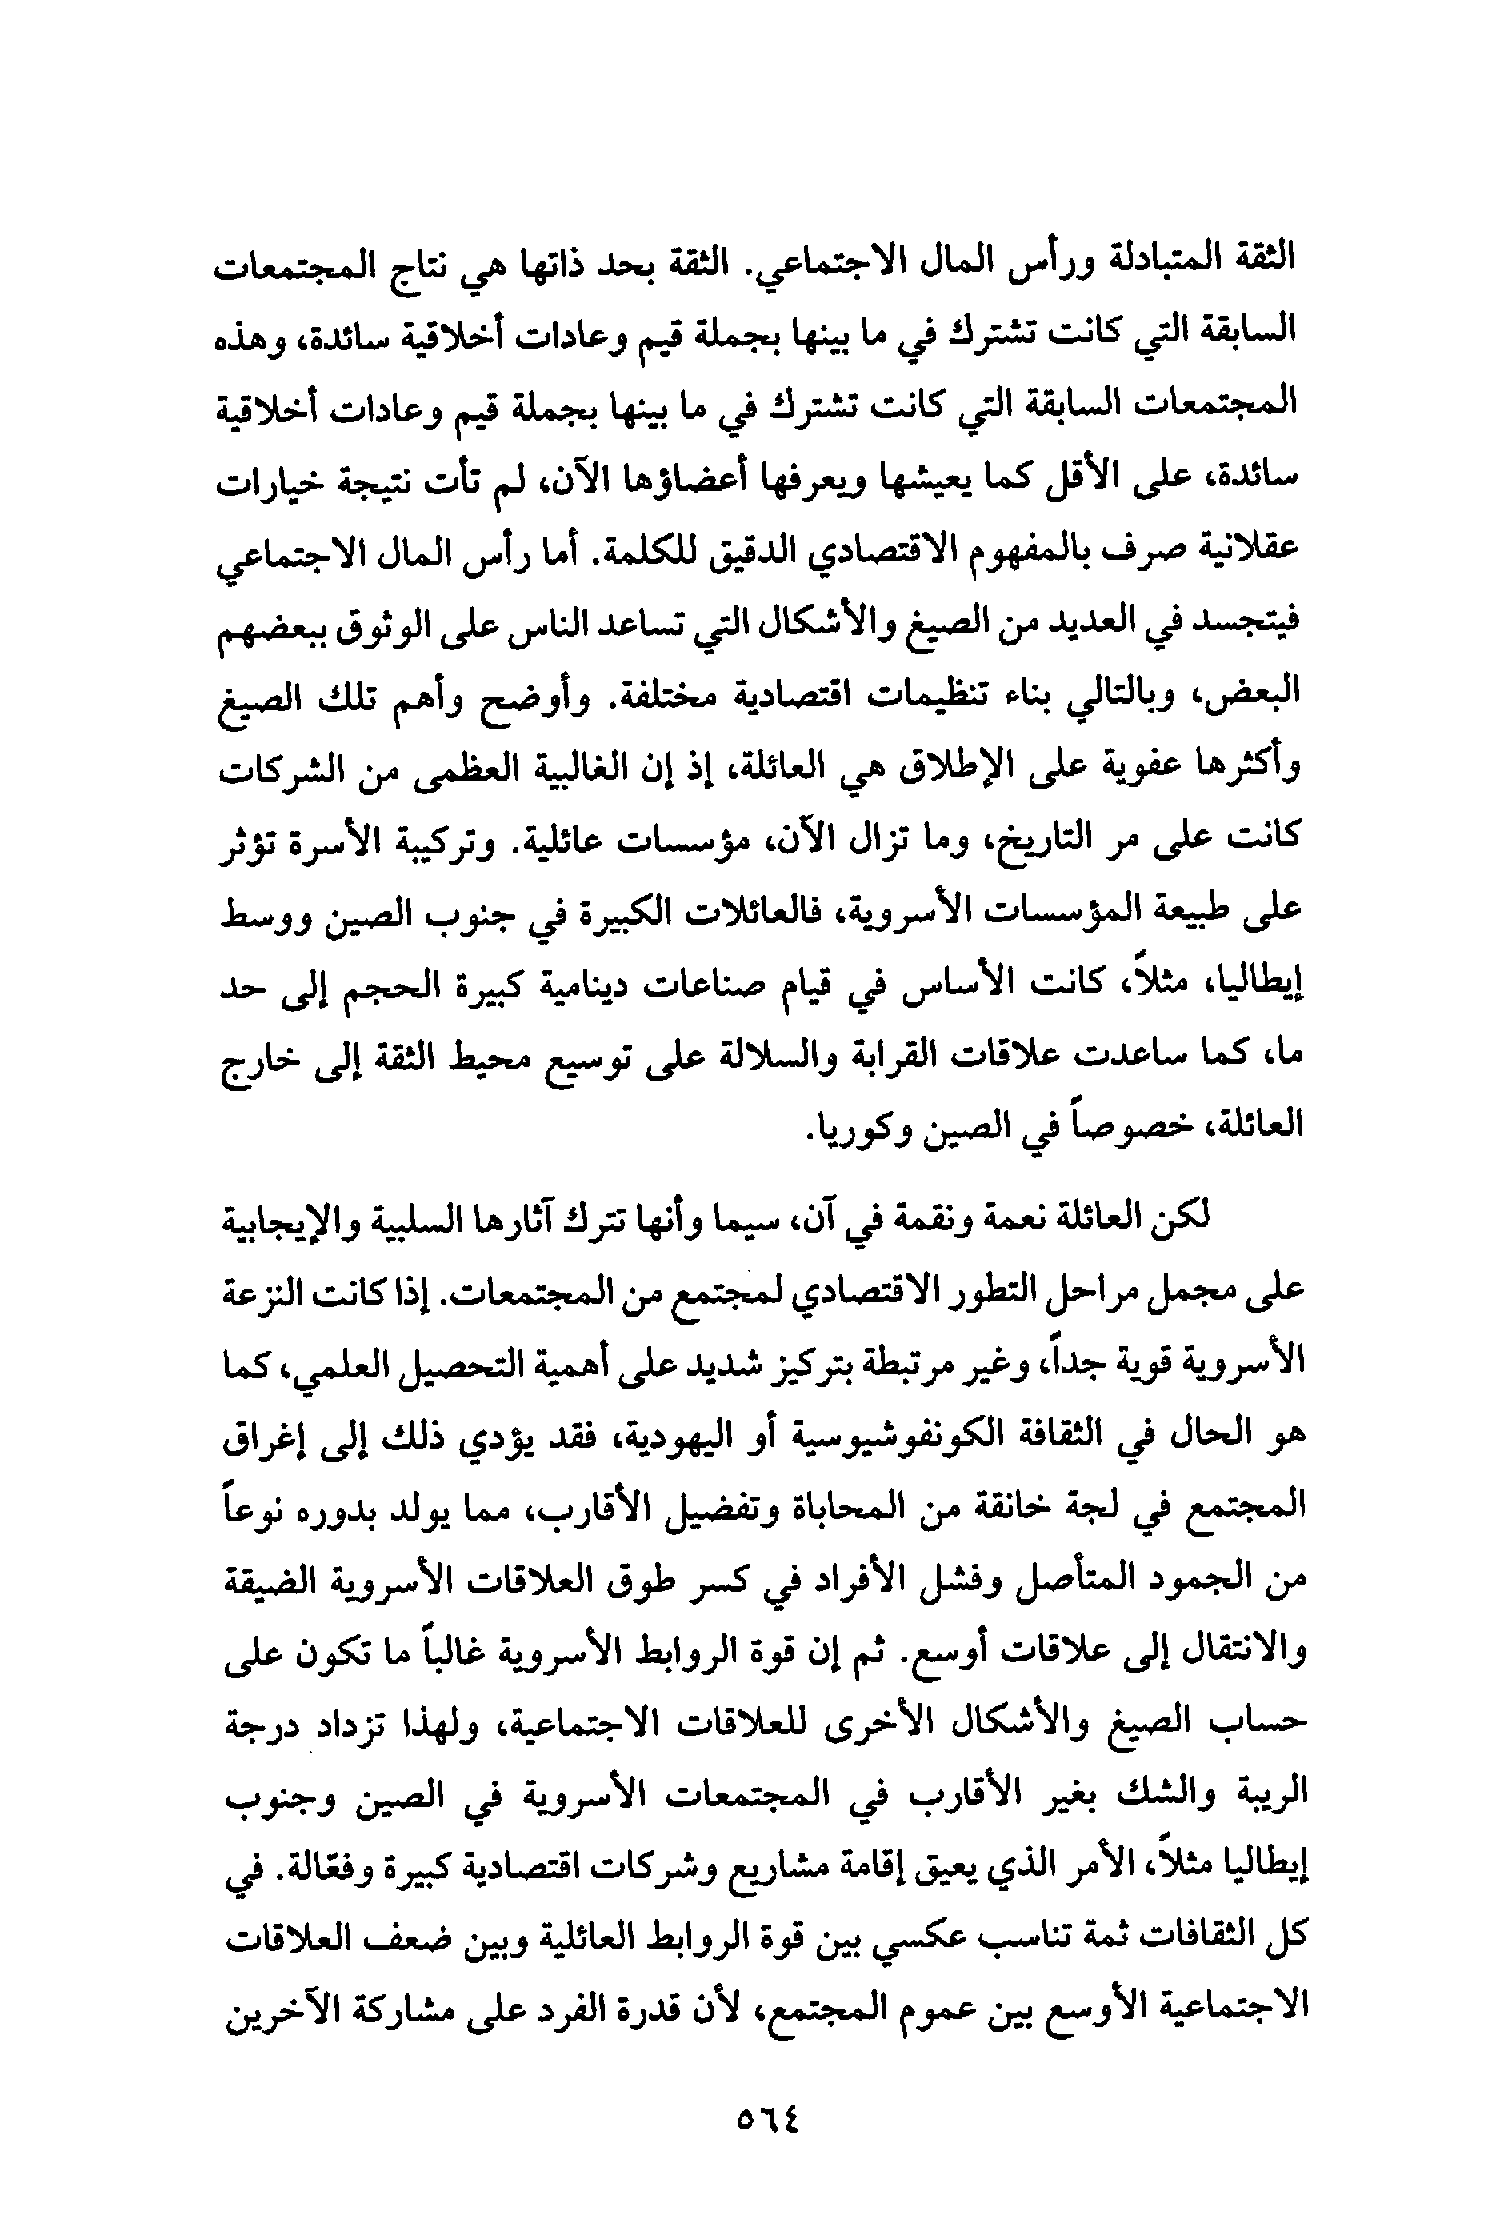 الثقة المتبادلة ورأس المال الاجتماعي. الثقة بحد ذاتها هي نتاج المجتمعات
السابقة التي كانت تشترك في ما بينها بجملة قيم وعادات أخلاقية سائدة، وهذه
المجتمعات السابقة التي كانت تشترك في ما بينها بجملة قيم وعادات أخلاقية
سائدة، على الأقل كما يعيشها ويعرفها أعضاؤها الآن، لم تأت نتيجة خيارات
عقلانية صرف بالمفهوم الاقتصادي الدقيق للكلمة. أما رأس المال الاجتماعي
فيتجسد في العديد من الصيغ والأشكال التي تساعد الناس على الوثوق ببعضهم
البعض، وبالتالي بناء تنظيمات اقتصادية مختلفة. وأوضح وأهم تلك الصيغ
وأكثرها عفوية على الإطلاق هي العائلة، إذ إن الغالبية العظمى من الشركات
كانت على مر التاريخ، وما تزال الآن، مؤسسات عائلية. وتركيبة الأسرة تؤثر
على طبيعة المؤسسات الأسروية، فالعائلات الكبيرة في جنوب الصين ووسط
إيطاليا، مثلاً، كانت الأساس في قيام صناعات دينامية كبيرة الحجم إلى حد
ما، كما ساعدت علاقات القرابة والسلالة على توسيع محيط الثقة إلى خارج
العائلة، خصوصاً في الصين وكوريا.
لكن العائلة نعمة ونقمة في آن، سيما وأنها تترك آثارها السلبية والإيجابية
على مجمل مراحل التطور الاقتصادي لمجتمع من المجتمعات. إذا كانت النزعة
الأسروية قوية جداً، وغير مرتبطة بتركيز شديد على أهمية التحصيل العلمي، كما
هو الحال في الثقافة الكونفوشيوسية أو اليهودية، فقد يؤدي ذلك إلى إغراق
المجتمع في لجة خانقة من المحاباة وتفضيل الأقارب، مما يولد بدوره نوعاً
من الجمود المتأصل وفشل الأفراد في كسر طوق العلاقات الأسروية الضيقة
والانتقال إلى علاقات أوسع. ثم إن قوة الروابط الأسروية غالباً ما تكون على
حساب الصيغ والأشكال الأخرى للعلاقات الاجتماعية، ولهذا تزداد درجة
الريبة والشك بغير الأقارب في المجتمعات الأسروية في الصين وجنوب
إيطاليا مثلاً، الأمر الذي يعيق إقامة مشاريع وشركات اقتصادية كبيرة وفعّالة. في
كل الثقافات ثمة تناسب عكسي بين قوة الروابط العائلية وبين ضعف العلاقات
الاجتماعية الأوسع بين عموم المجتمع، لأن قدرة الفرد على مشاركة الآخرين
٥٦٤